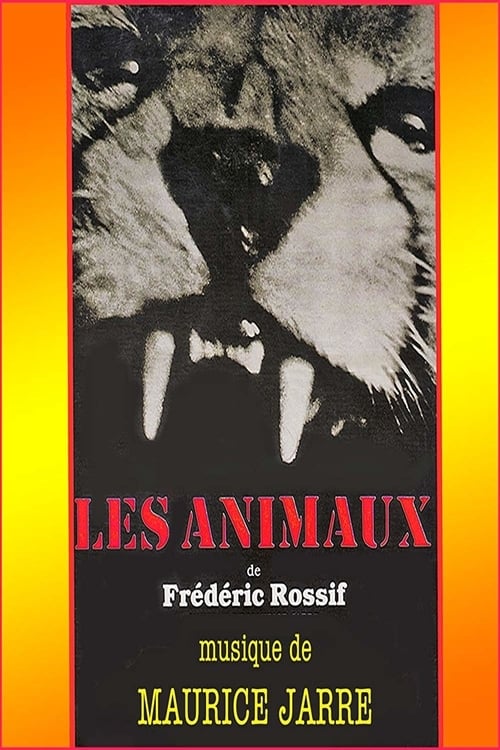 LES ANIMAUX
de
Frédéric Rossif
musique de
MAURICE JARRE